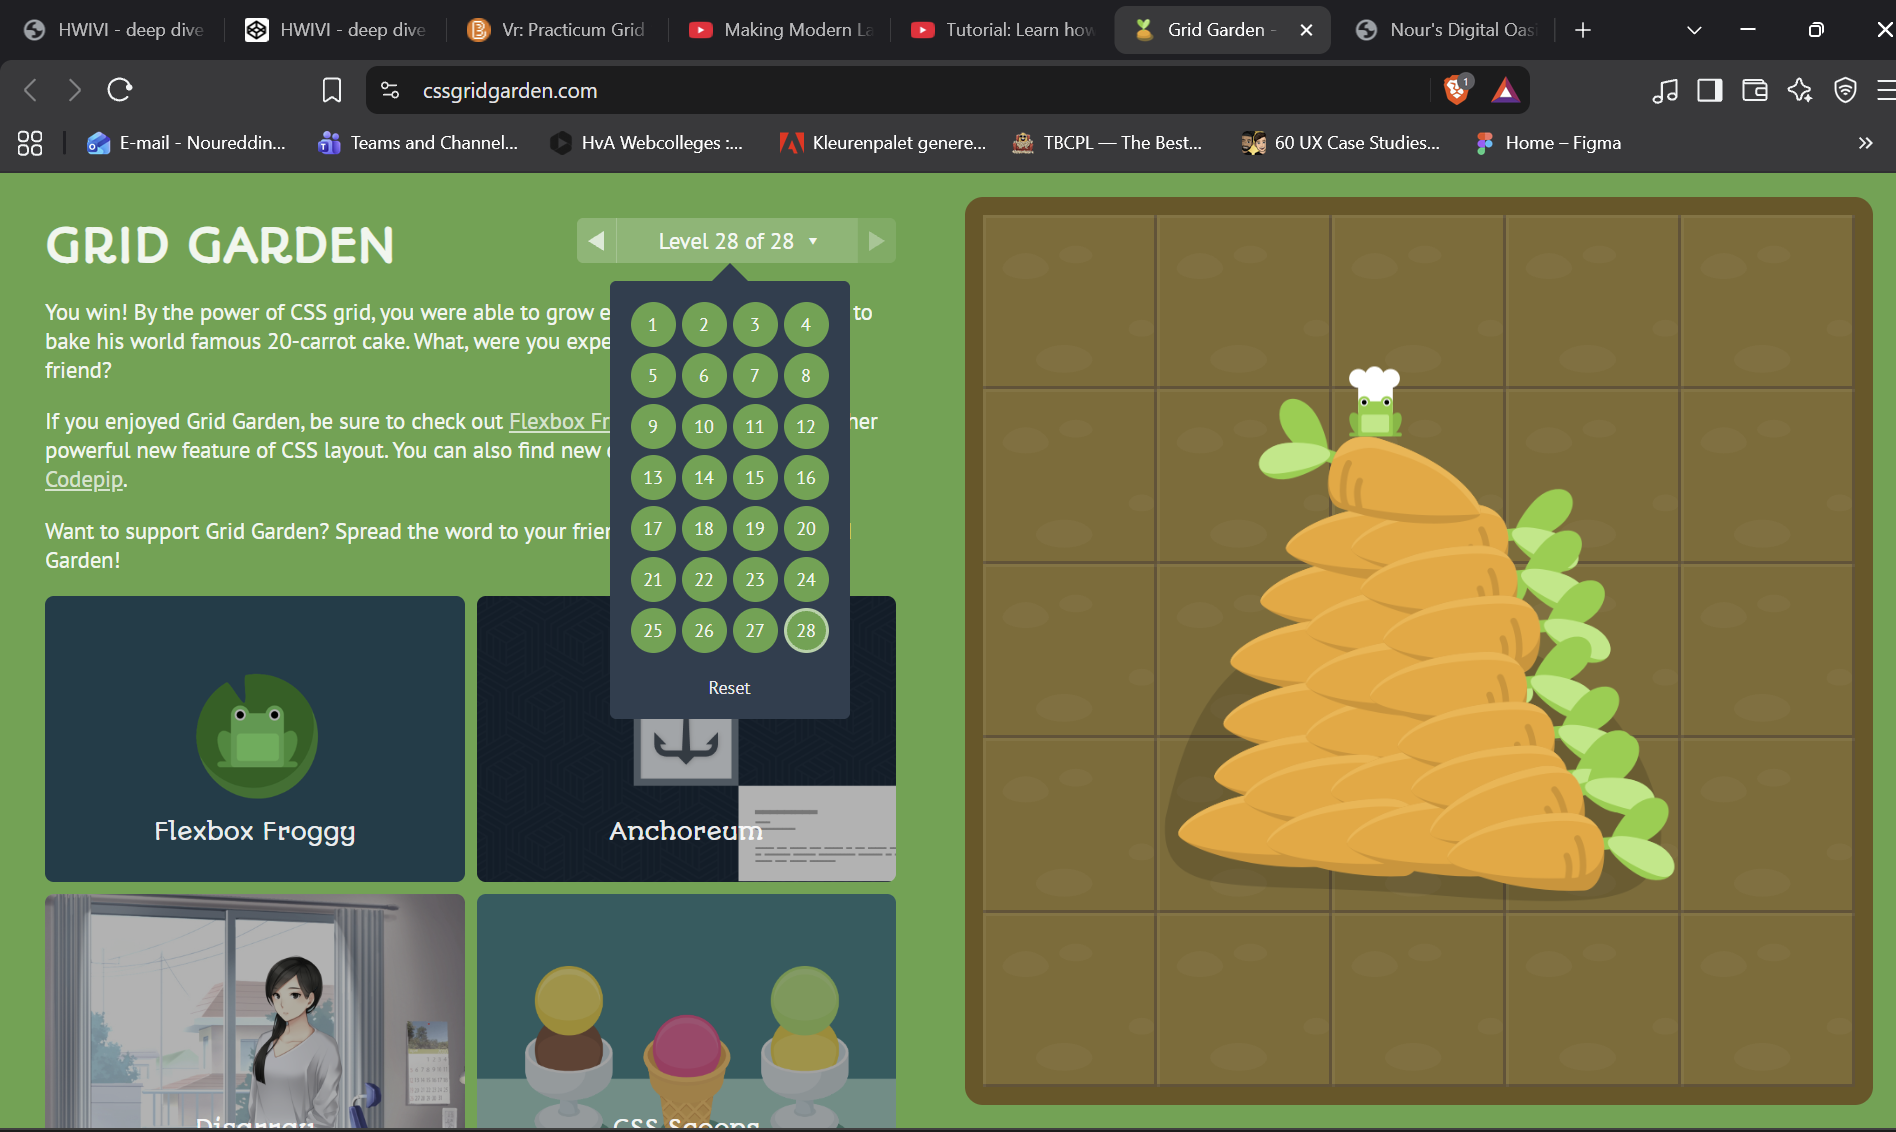 HWIVI - deep dive
HWIVI - deep dive
Vr: Practicum Grid
Making Modern La
Tutorial: Learn how
Grid Garden -
Nour's Digital Oasi
cssgridgarden.com
1
E-mail - Noureddin...
Teams and Channel...
HvA Webcolleges :...
Kleurenpalet genere...
TBCPL — The Best...
60 UX Case Studies...
Home – Figma
GRID GARDEN
Level 28 of 28
You win! By the power of CSS grid, you were able to grow e
to
bake his world famous 20-carrot cake. What, were you expe
friend?
If you enjoyed Grid Garden, be sure to check out Flexbox Fr
her
powerful new feature of CSS layout. You can also find new
Codepip.
Want to support Grid Garden? Spread the word to your frien
Garden!
1 2 3 4
5 6 7 8
9 10 11 12
13 14 15 16
17 18 19 20
21 22 23 24
25 26 27 28
Reset
Flexbox Froggy
Anchoreum
Disarray
CSS Scoops